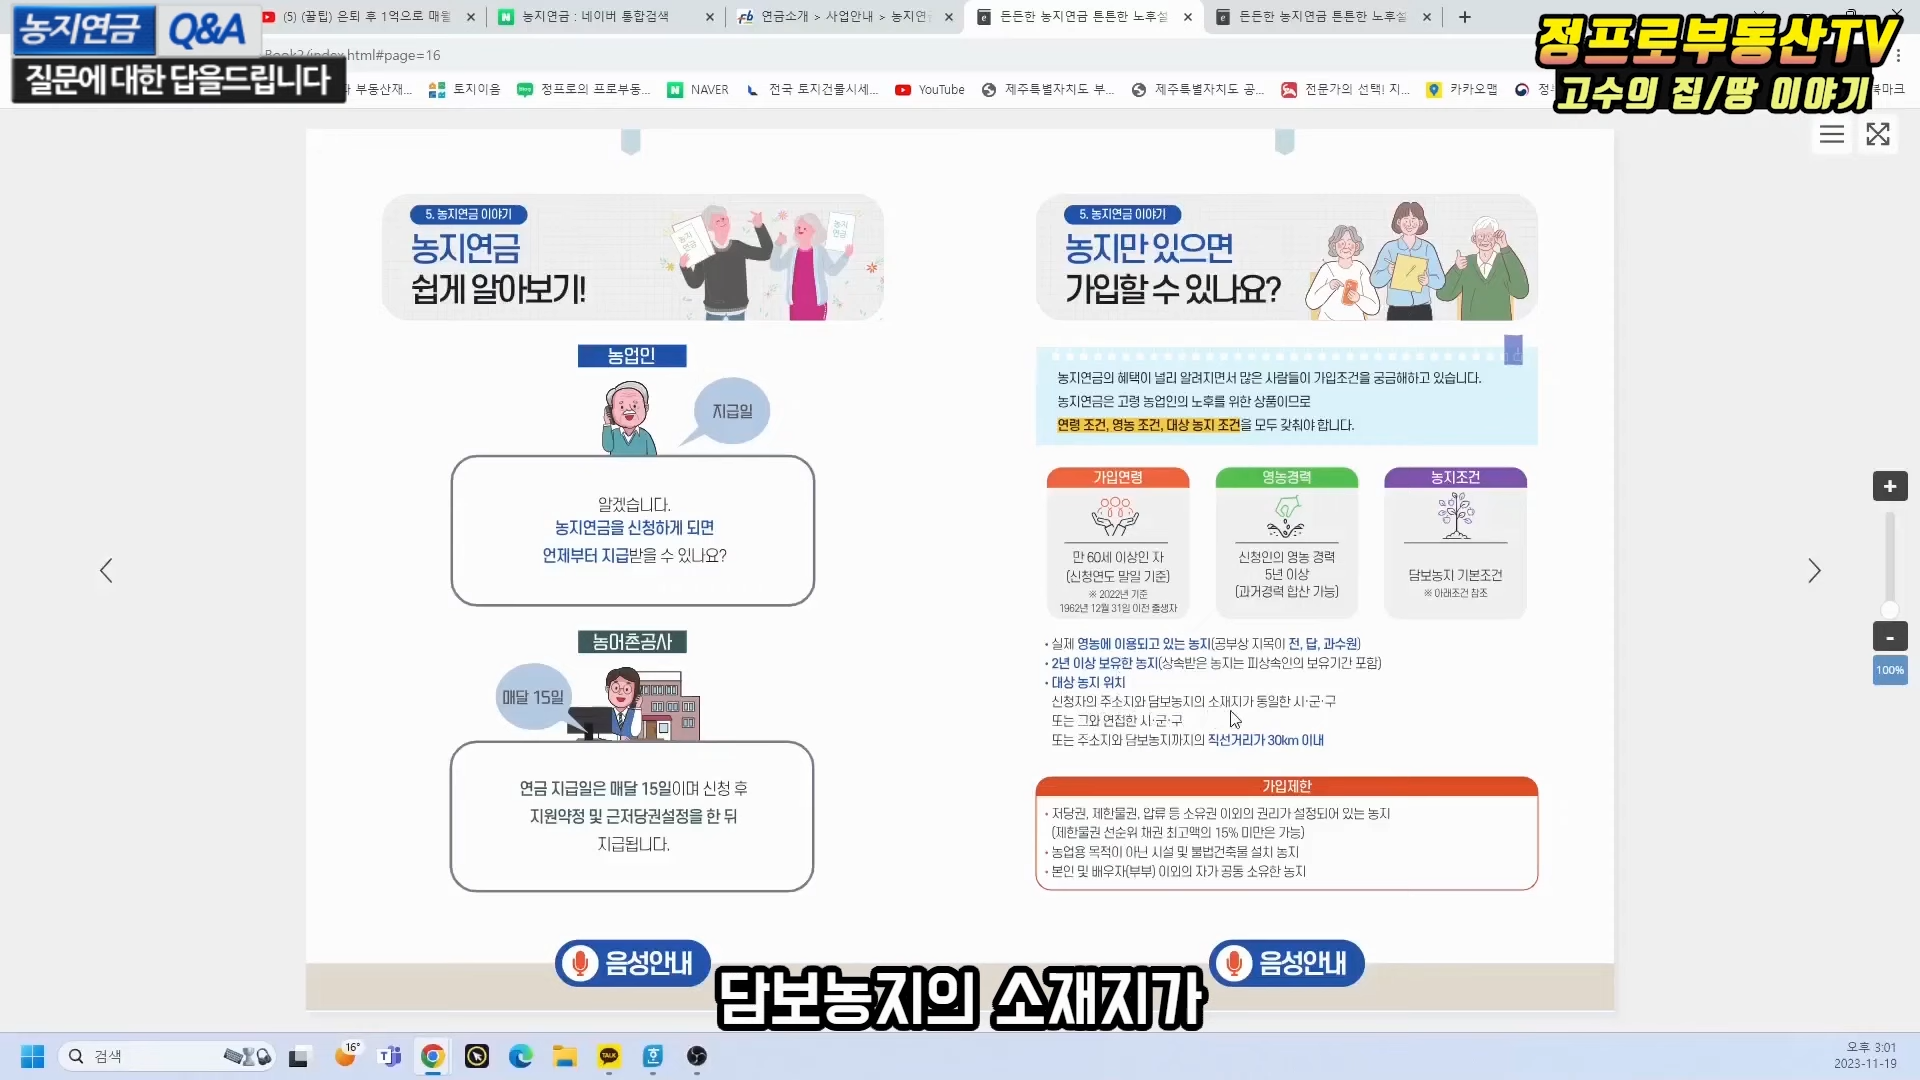 농지연금 Q&A
질문에 대한 답을드립니다
(5) (꿀팁) 은퇴 후 1억으로 매월
농지연금 : 네이버 통합검색
연금소개 > 사업안내 > 농지연
든든한 농지연금 튼튼한 노후설
든든한 농지연금 튼튼한 노후설
정프로부동산TV
고수의 집/땅 이야기
Book2/index.html#page=16
부동산재...
토지이음
정프로의 프로부동...
NAVER
전국 토지건물시세...
YouTube
제주특별자치도 부...
제주특별자치도 공...
전문가의 선택! 지...
카카오맵
북마크
5. 농지연금 이야기
농지연금
쉽게 알아보기!
농지연금
농지연금
농업인
지급일
알겠습니다.
농지연금을 신청하게 되면
언제부터 지급받을 수 있나요?
농어촌공사
매달 15일
연금 지급일은 매달 15일이며 신청 후
지원약정 및 근저당권설정을 한 뒤
지급됩니다.
음성안내
5. 농지연금 이야기
농지만 있으면
가입할 수 있나요?
농지연금의 혜택이 널리 알려지면서 많은 사람들이 가입조건을 궁금해하고 있습니다.
농지연금은 고령 농업인의 노후를 위한 상품이므로
연령 조건, 영농 조건, 대상 농지 조건을 모두 갖춰야 합니다.
가입연령
만 60세 이상인 자
(신청연도 말일 기준)
※ 2022년 기준
1962년 12월 31일 이전 출생자
영농경력
신청인의 영농 경력
5년 이상
(과거경력 합산 가능)
농지조건
담보농지 기본조건
※ 아래조건 참조
• 실제 영농에 이용되고 있는 농지(공부상 지목이 전, 답, 과수원)
• 2년 이상 보유한 농지(상속받은 농지는 피상속인의 보유기간 포함)
• 대상 농지 위치
신청자의 주소지와 담보농지의 소재지가 동일한 시·군·구
또는 그와 연접한 시·군·구
또는 주소지와 담보농지까지의 직선거리가 30km 이내
가입제한
• 저당권, 제한물권, 압류 등 소유권 이외의 권리가 설정되어 있는 농지
(제한물권 선순위 채권 최고액의 15% 미만은 가능)
• 농업용 목적이 아닌 시설 및 불법건축물 설치 농지
• 본인 및 배우자(부부) 이외의 자가 공동 소유한 농지
음성안내
+
-
100%
담보농지의 소재지가
검색
16°
TALK
오후 3:01
2023-11-19